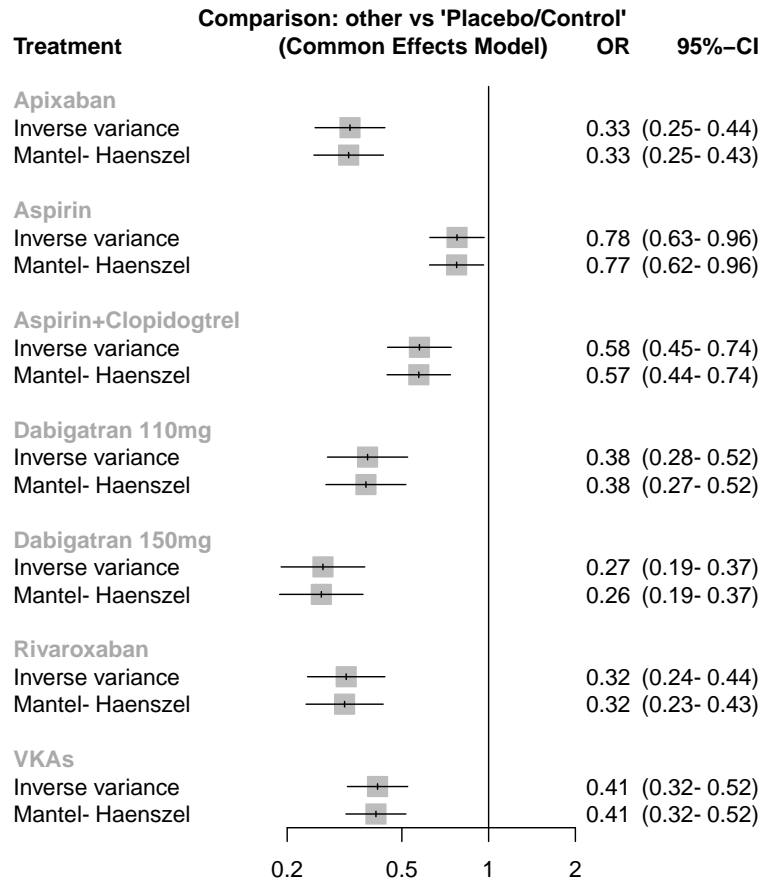 Comparison: other vs 'Placebo/Control'
Treatment (Common Effects Model) OR 95%−CI
Apixaban
Inverse variance 0.33 (0.25- 0.44)
Mantel- Haenszel 0.33 (0.25- 0.43)
Aspirin
Inverse variance 0.78 (0.63- 0.96)
Mantel- Haenszel 0.77 (0.62- 0.96)
Aspirin+Clopidogtrel
Inverse variance 0.58 (0.45- 0.74)
Mantel- Haenszel 0.57 (0.44- 0.74)
Dabigatran 110mg
Inverse variance 0.38 (0.28- 0.52)
Mantel- Haenszel 0.38 (0.27- 0.52)
Dabigatran 150mg
Inverse variance 0.27 (0.19- 0.37)
Mantel- Haenszel 0.26 (0.19- 0.37)
Rivaroxaban
Inverse variance 0.32 (0.24- 0.44)
Mantel- Haenszel 0.32 (0.23- 0.43)
VKAs
Inverse variance 0.41 (0.32- 0.52)
Mantel- Haenszel 0.41 (0.32- 0.52)
0.2 0.5 1 2